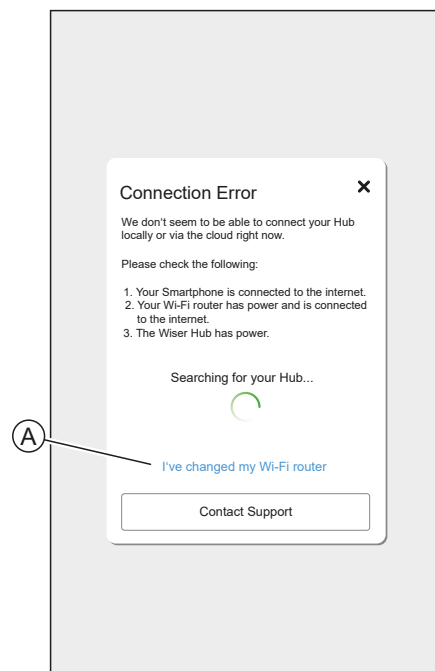 Connection Error
We don't seem to be able to connect your Hub
locally or via the cloud right now.
Please check the following:
1. Your Smartphone is connected to the internet.
2. Your Wi-Fi router has power and is connected
to the internet.
3. The Wiser Hub has power.
Searching for your Hub...
A
I've changed my Wi-Fi router
Contact Support